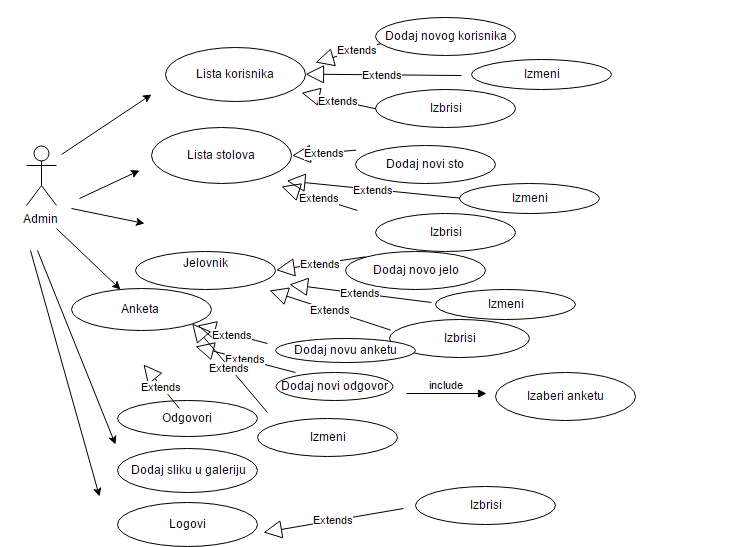 Dodaj novog korisnika
Extends
Lista korisnika
Extends
Izmeni
Extends
Izbrisi
Lista stolova
Extends
Dodaj novi sto
Extends
Izmeni
Extends
Admin
Izbrisi
Jelovnik
Extends
Dodaj novo jelo
Extends
Izmeni
Anketa
Extends
Izbrisi
Extends
Dodaj novu anketu
Extends
Extends
Dodaj novi odgovor
include
Izaberi anketu
Extends
Odgovori
Izmeni
Dodaj sliku u galeriju
Izbrisi
Logovi
Extends